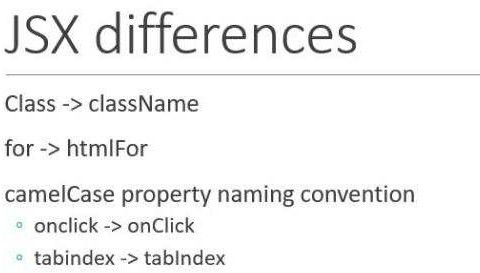 JSX differences
Class -> className
for -> htmlFor
camelCase property naming convention
onclick -> onClick
tabindex -> tabIndex